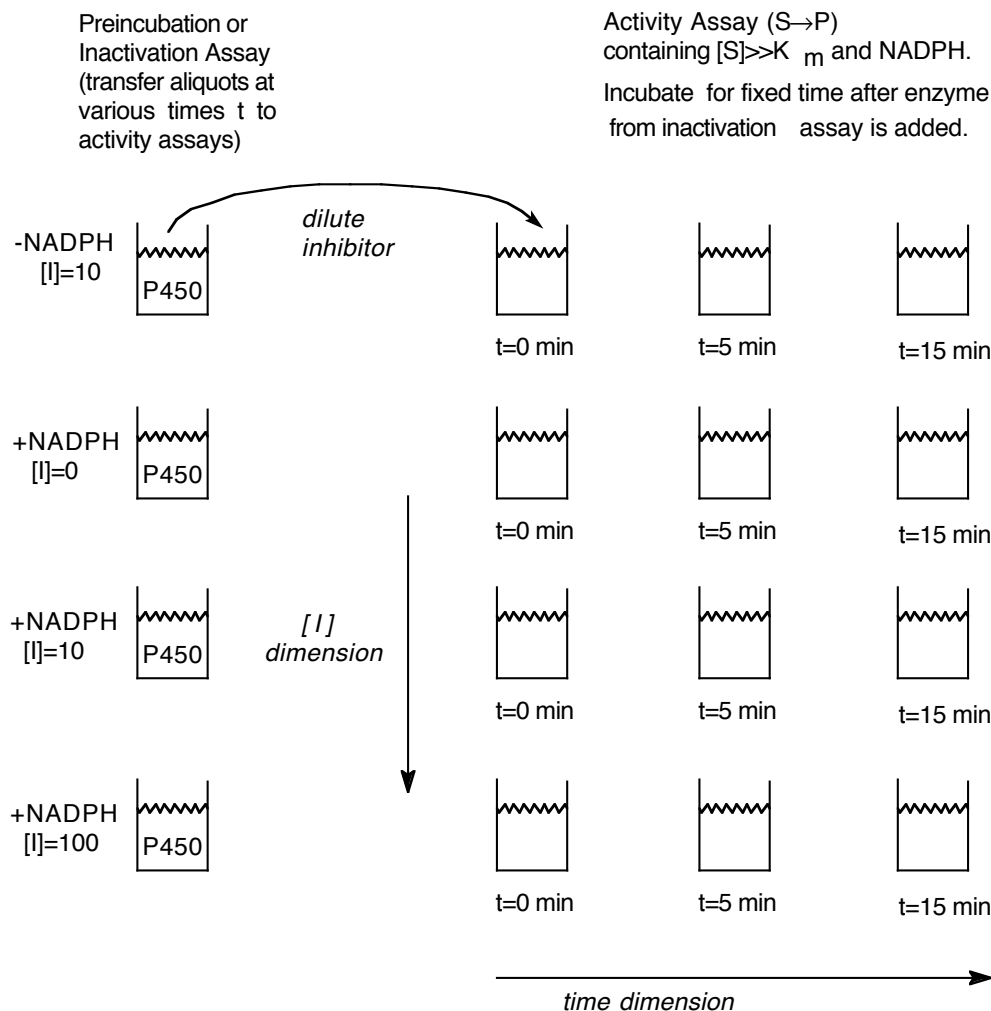 Preincubation or
Inactivation Assay
(transfer aliquots at
various times t to
activity assays)
Activity Assay (S→P)
containing [S]>>K m and NADPH.
Incubate for fixed time after enzyme
from inactivation assay is added.
dilute
inhibitor
-NADPH
[I]=10
P450
t=0 min
t=5 min
t=15 min
+NADPH
[I]=0
P450
t=0 min
t=5 min
t=15 min
[I]
dimension
+NADPH
[I]=10
P450
t=0 min
t=5 min
t=15 min
+NADPH
[I]=100
P450
t=0 min
t=5 min
t=15 min
time dimension